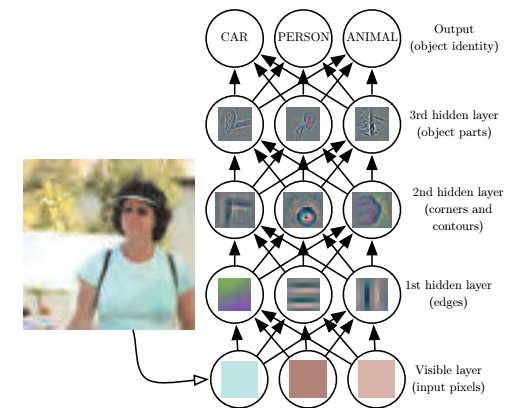 CAR PERSON ANIMAL
Output
(object identity)
3rd hidden layer
(object parts)
2nd hidden layer
(corners and
contours)
1st hidden layer
(edges)
Visible layer
(input pixels)